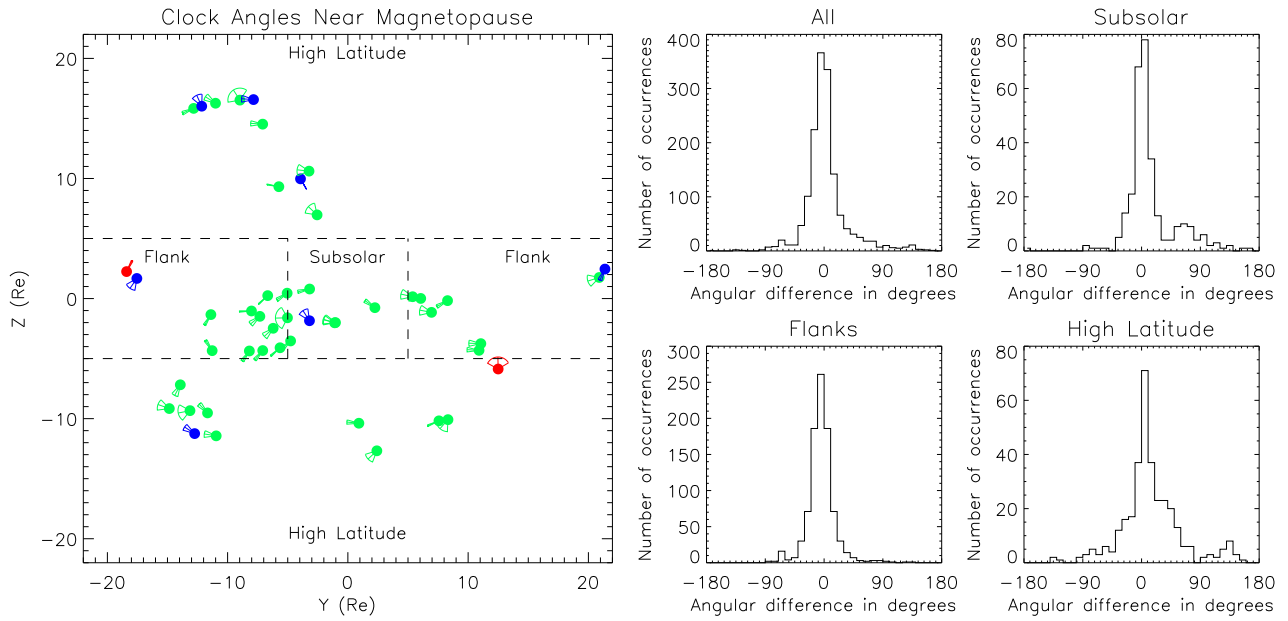 Clock Angles Near Magnetopause
High Latitude
Flank
Subsolar
Flank
High Latitude
20
10
0
−10
−20
Z (Re)
−20
−10
0
10
20
Y (Re)
All
400
300
200
100
0
Number of occurrences
−180
−90
0
90
180
Angular difference in degrees
Subsolar
80
60
40
20
0
Number of occurrences
−180
−90
0
90
180
Angular difference in degrees
Flanks
300
250
200
150
100
50
0
Number of occurrences
−180
−90
0
90
180
Angular difference in degrees
High Latitude
80
60
40
20
0
Number of occurrences
−180
−90
0
90
180
Angular difference in degrees